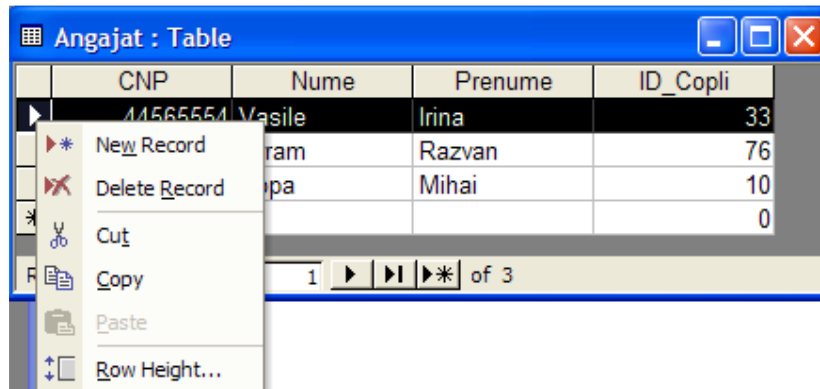 Angajat : Table
CNP Nume Prenume ID_Copli
44565554 Vasile Irina 33
New Record
Razvan 76
Delete Record
Mihai 10
Cut
0
Copy
1 of 3
Paste
Row Height...